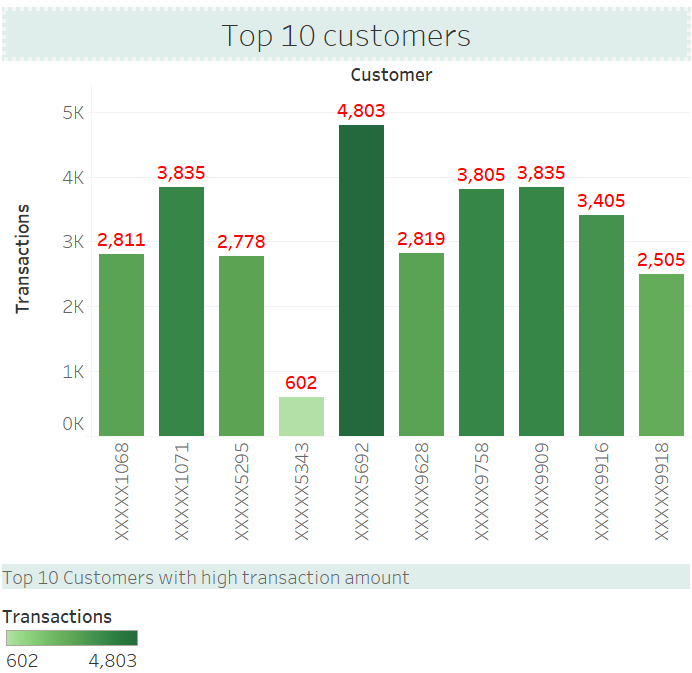 Top 10 customers
Customer
Transactions
5K
4K
3K
2K
1K
0K
2,811
3,835
2,778
602
4,803
2,819
3,805
3,835
3,405
2,505
XXXXX1068
XXXXX1071
XXXXX5295
XXXXX5343
XXXXX5692
XXXXX9628
XXXXX9758
XXXXX9909
XXXXX9916
XXXXX9918
Top 10 Customers with high transaction amount
Transactions
602 4,803